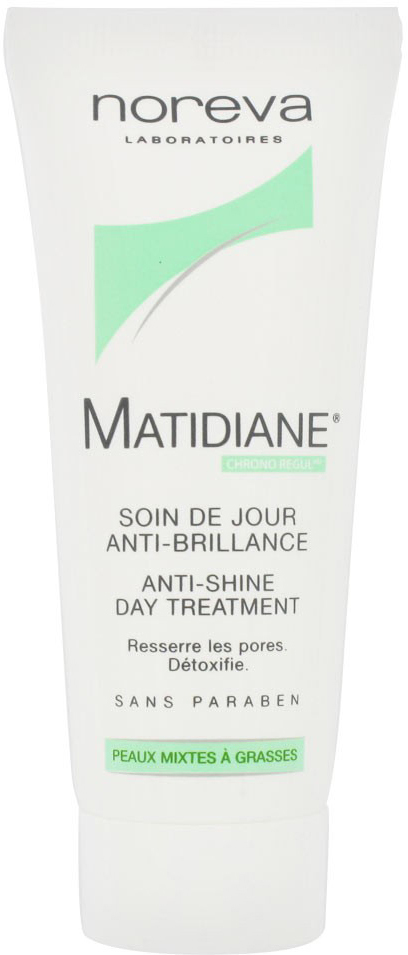 noreva
LABORATOIRES
MATIDIANE®
CHRONO REGUL™
SOIN DE JOUR
ANTI-BRILLANCE
ANTI-SHINE
DAY TREATMENT
Resserre les pores.
Détoxifie.
SANS PARABEN
PEAUX MIXTES À GRASSES